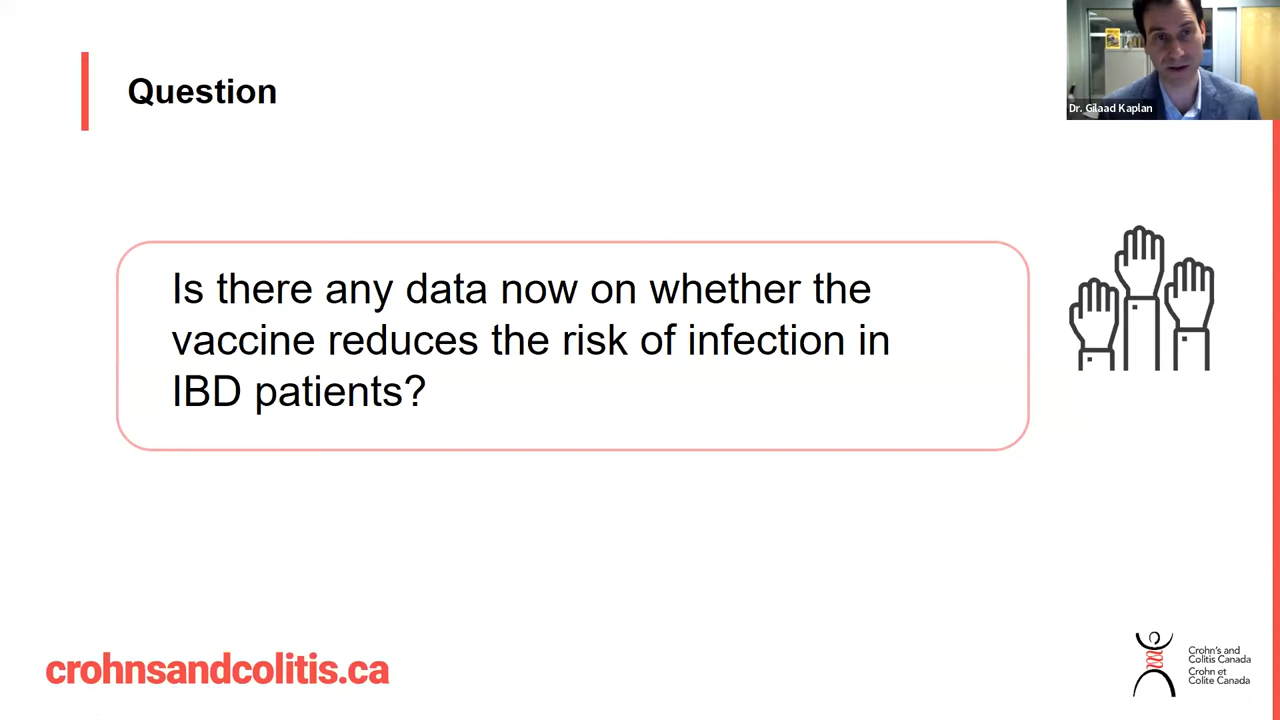 Question
Dr. Gilaad Kaplan
Is there any data now on whether the
vaccine reduces the risk of infection in
IBD patients?
crohnsandcolitis.ca
Crohn's and
Colitis Canada
Crohn et
Colite Canada